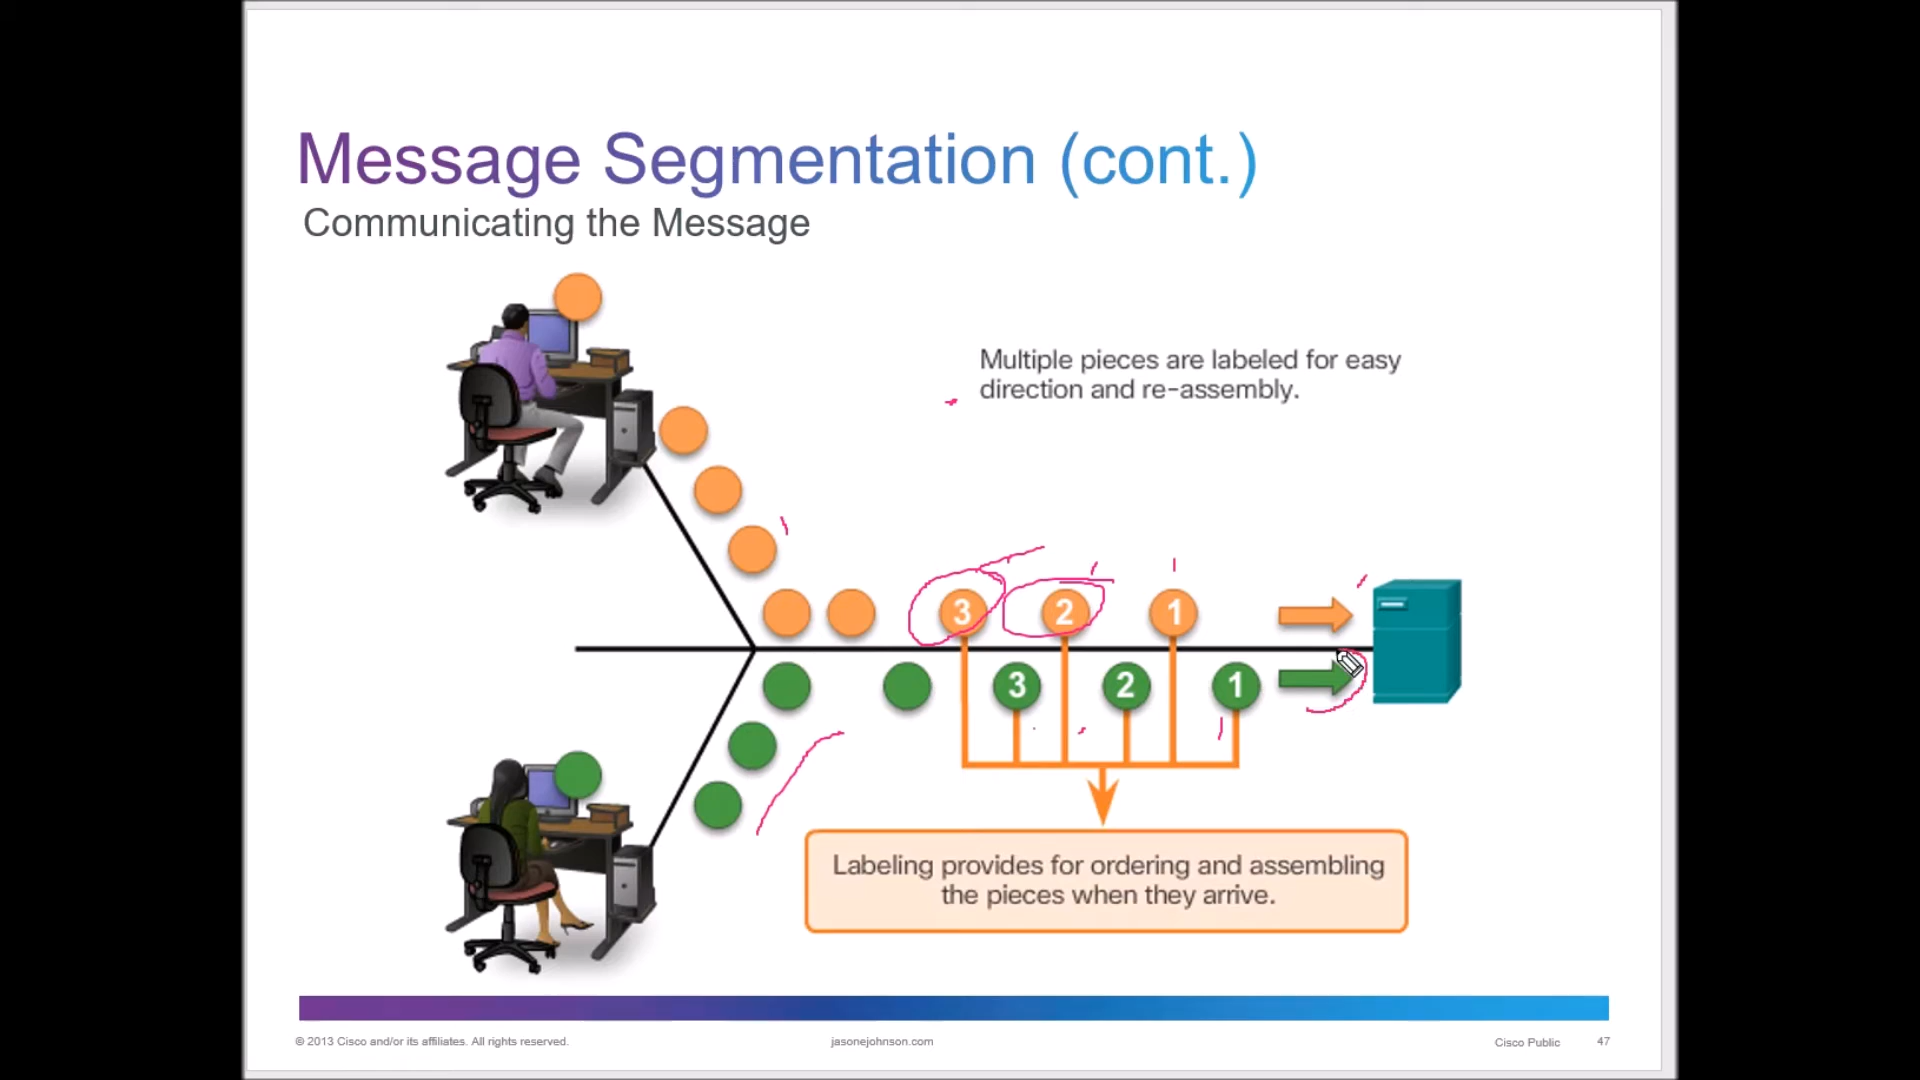 Message Segmentation (cont.)
Communicating the Message
Multiple pieces are labeled for easy
direction and re-assembly.
3 2 1
3 2 1
Labeling provides for ordering and assembling
the pieces when they arrive.
© 2013 Cisco and/or its affiliates. All rights reserved. jasonejohnson.com Cisco Public 47